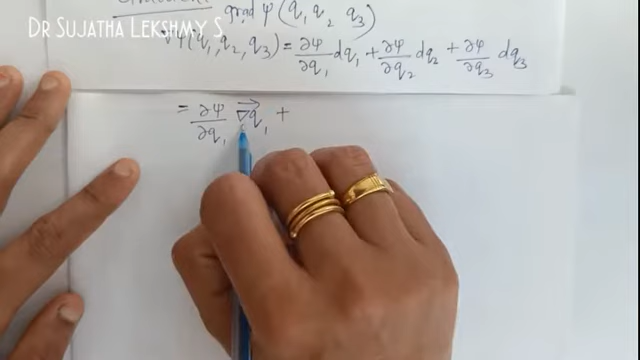 DR SUJATHA LEKSHMY S
grad ψ(q₁, q₂ q₃)
∇ψ(q₁, q₂, q₃) = ∂ψ/∂q₁ dq₁ + ∂ψ/∂q₂ dq₂ + ∂ψ/∂q₃ dq₃
= ∂ψ/∂q₁ ∇⃗q₁ +